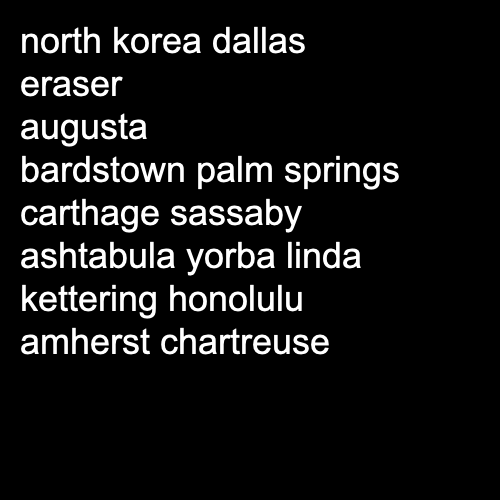 north korea dallas
eraser
augusta
bardstown palm springs
carthage sassaby
ashtabula yorba linda
kettering honolulu
amherst chartreuse